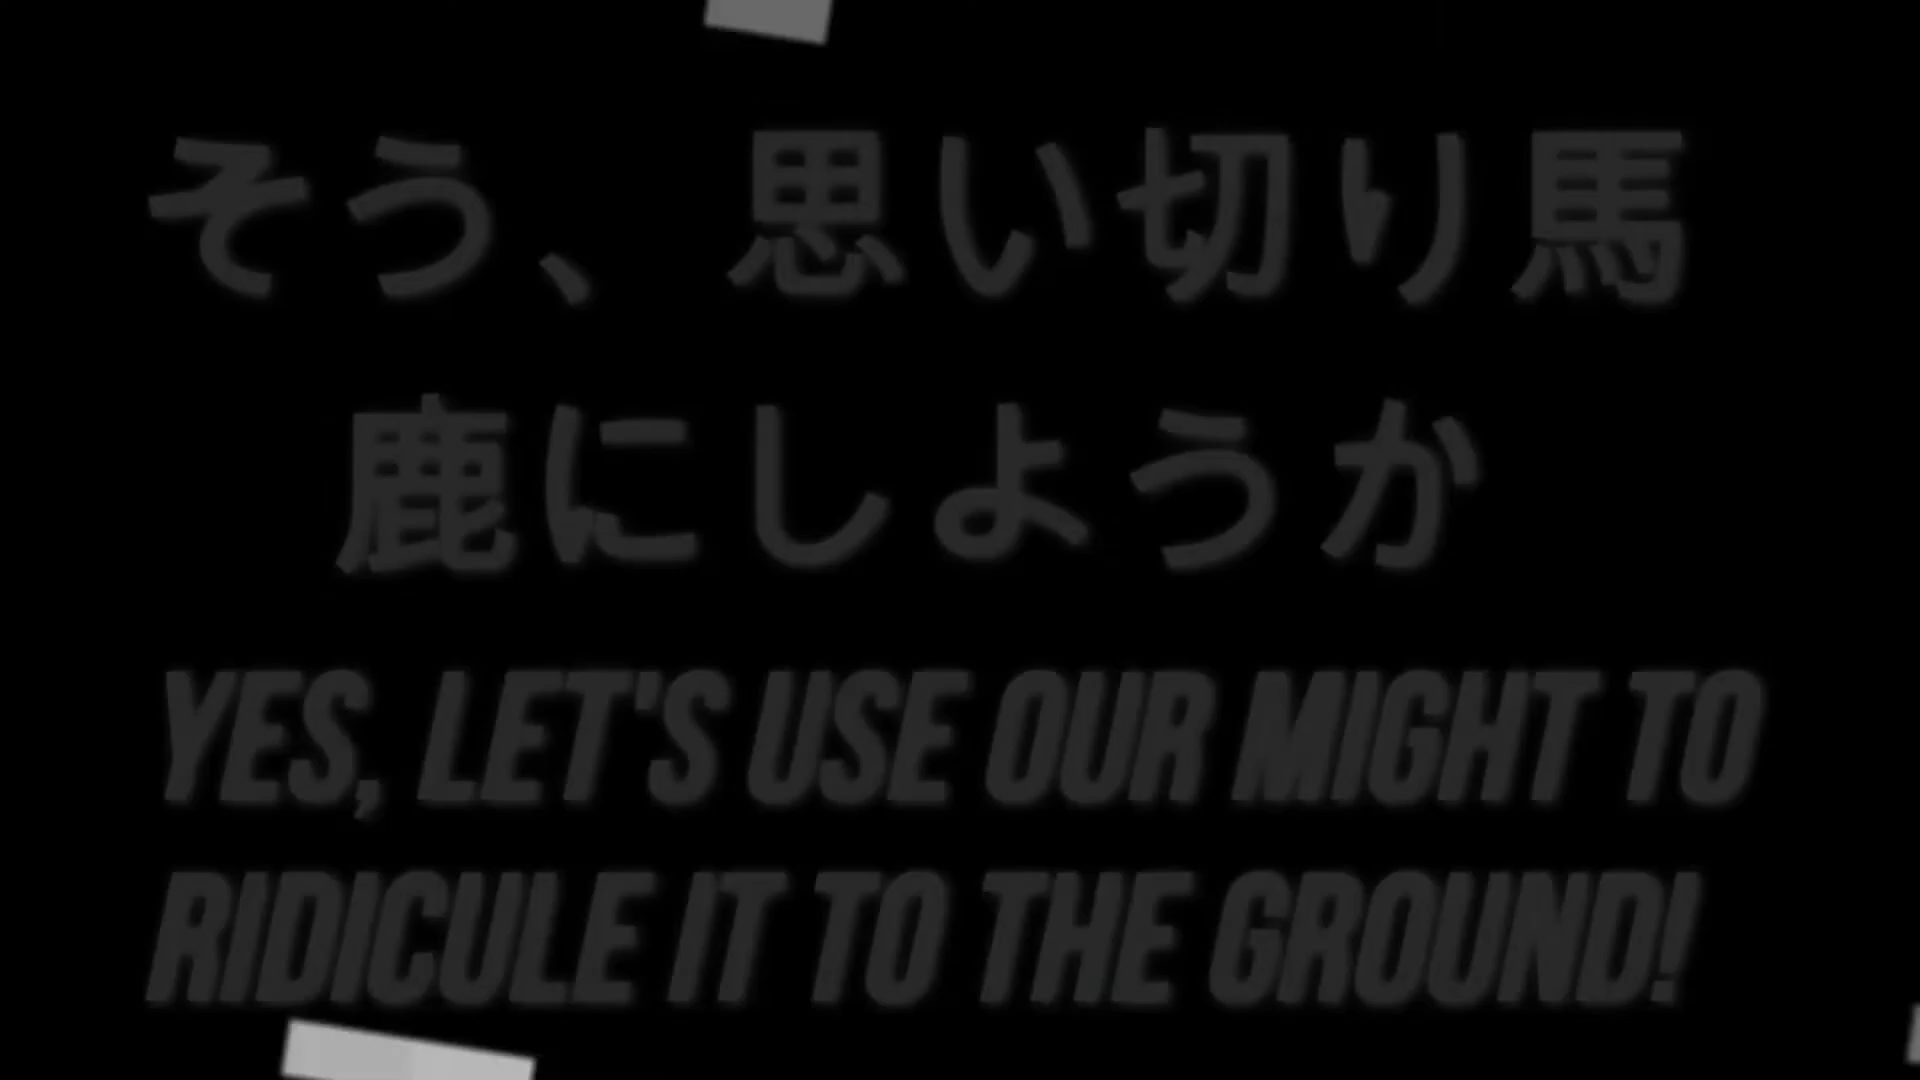 そう、思い切り馬
鹿にしようか
YES, LET'S USE OUR MIGHT TO
RIDICULE IT TO THE GROUND!